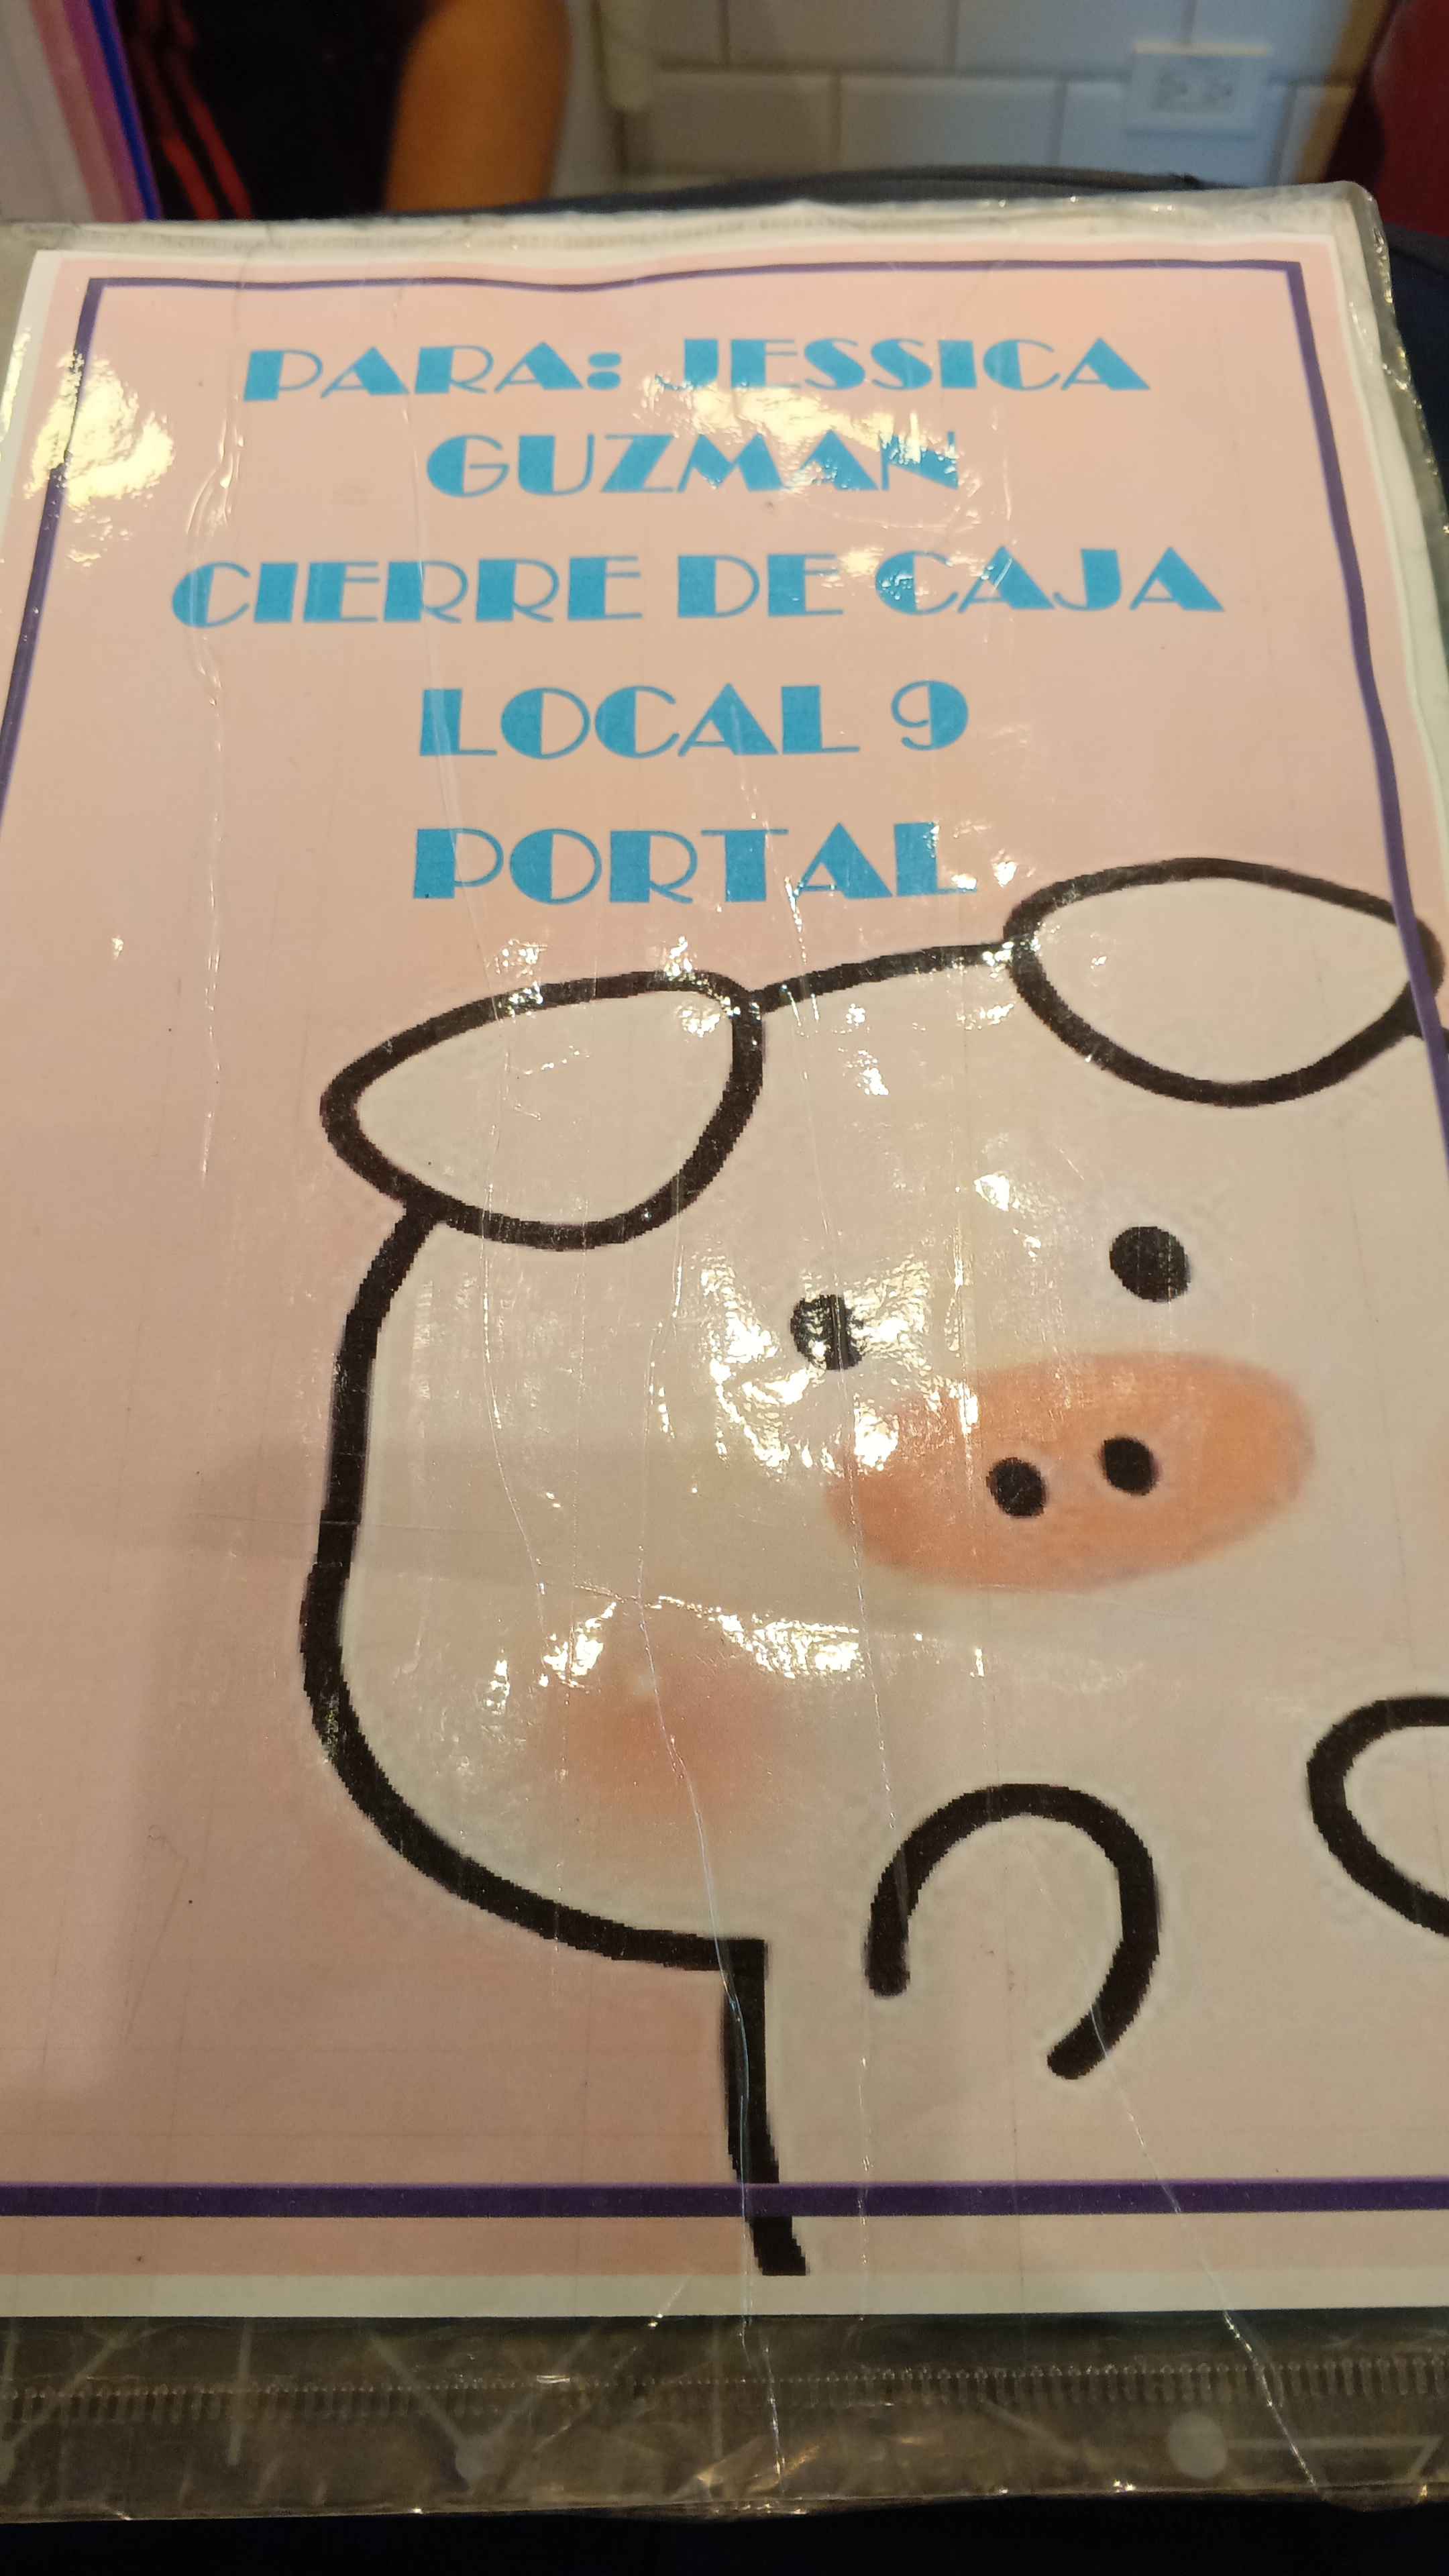 PARA: JESSICA
GUZMAN
CIERRE DE CAJA
LOCAL 9
PORTAL